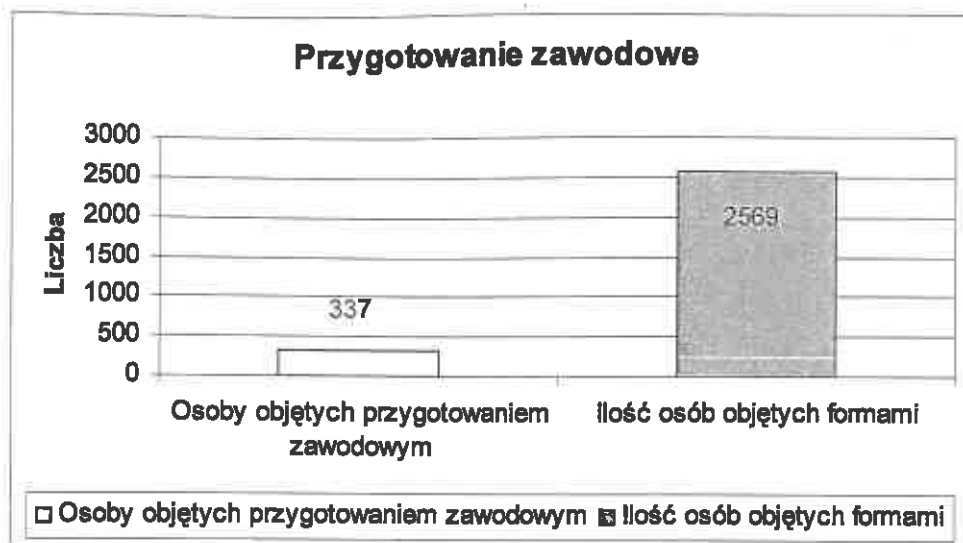 Przygotowanie zawodowe
3000
2500
2000
1500
1000
500
0
Liczba
337
2569
Osoby objętych przygotowaniem
zawodowym
Ilość osób objętych formami
Osoby objętych przygotowaniem zawodowym Ilość osób objętych formami